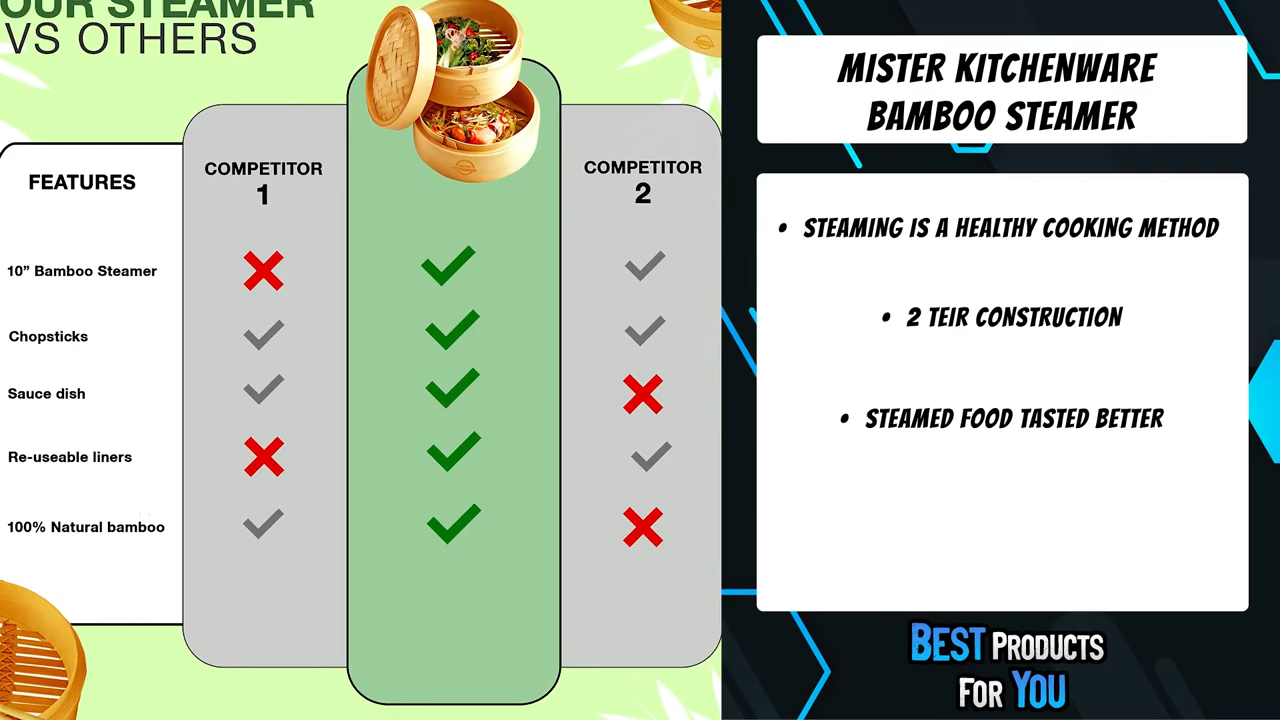 OUR STEAMER
VS OTHERS
FEATURES
COMPETITOR
1
COMPETITOR
2
10” Bamboo Steamer
Chopsticks
Sauce dish
Re-useable liners
100% Natural bamboo
MISTER KITCHENWARE
BAMBOO STEAMER
• STEAMING IS A HEALTHY COOKING METHOD
• 2 TEIR CONSTRUCTION
• STEAMED FOOD TASTED BETTER
BEST PRODUCTS
FOR YOU